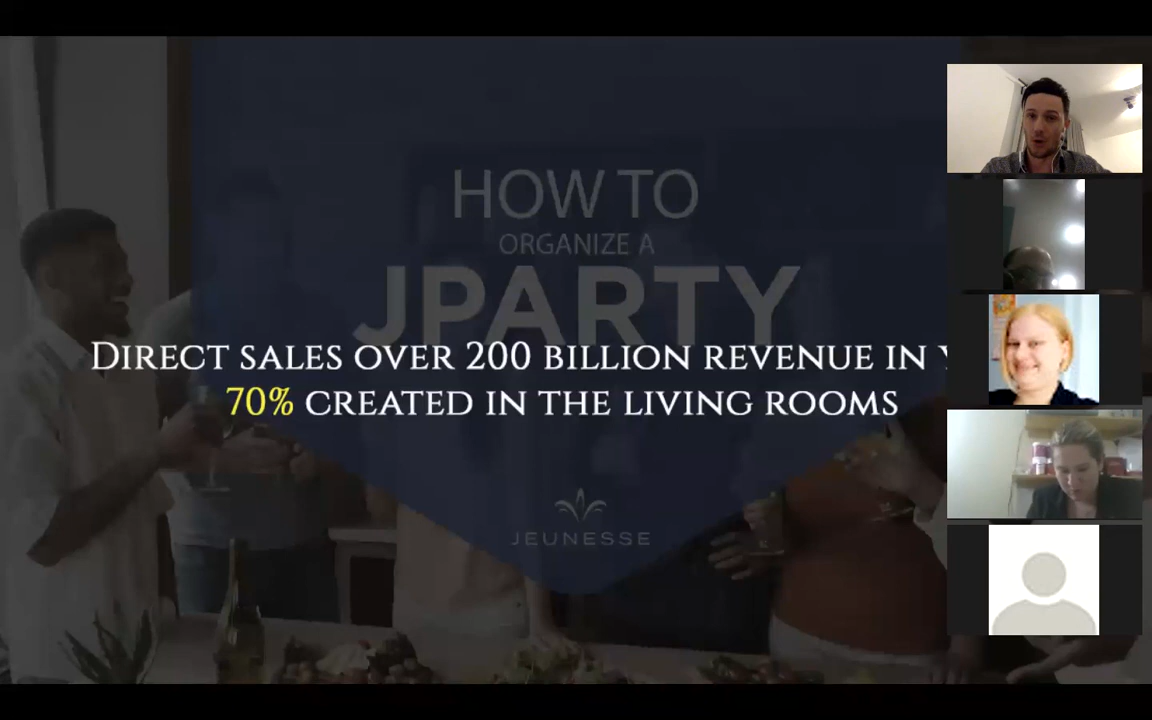 HOW TO
ORGANIZE A
JPARTY
DIRECT SALES OVER 200 BILLION REVENUE IN
70% CREATED IN THE LIVING ROOMS
JEUNESSE